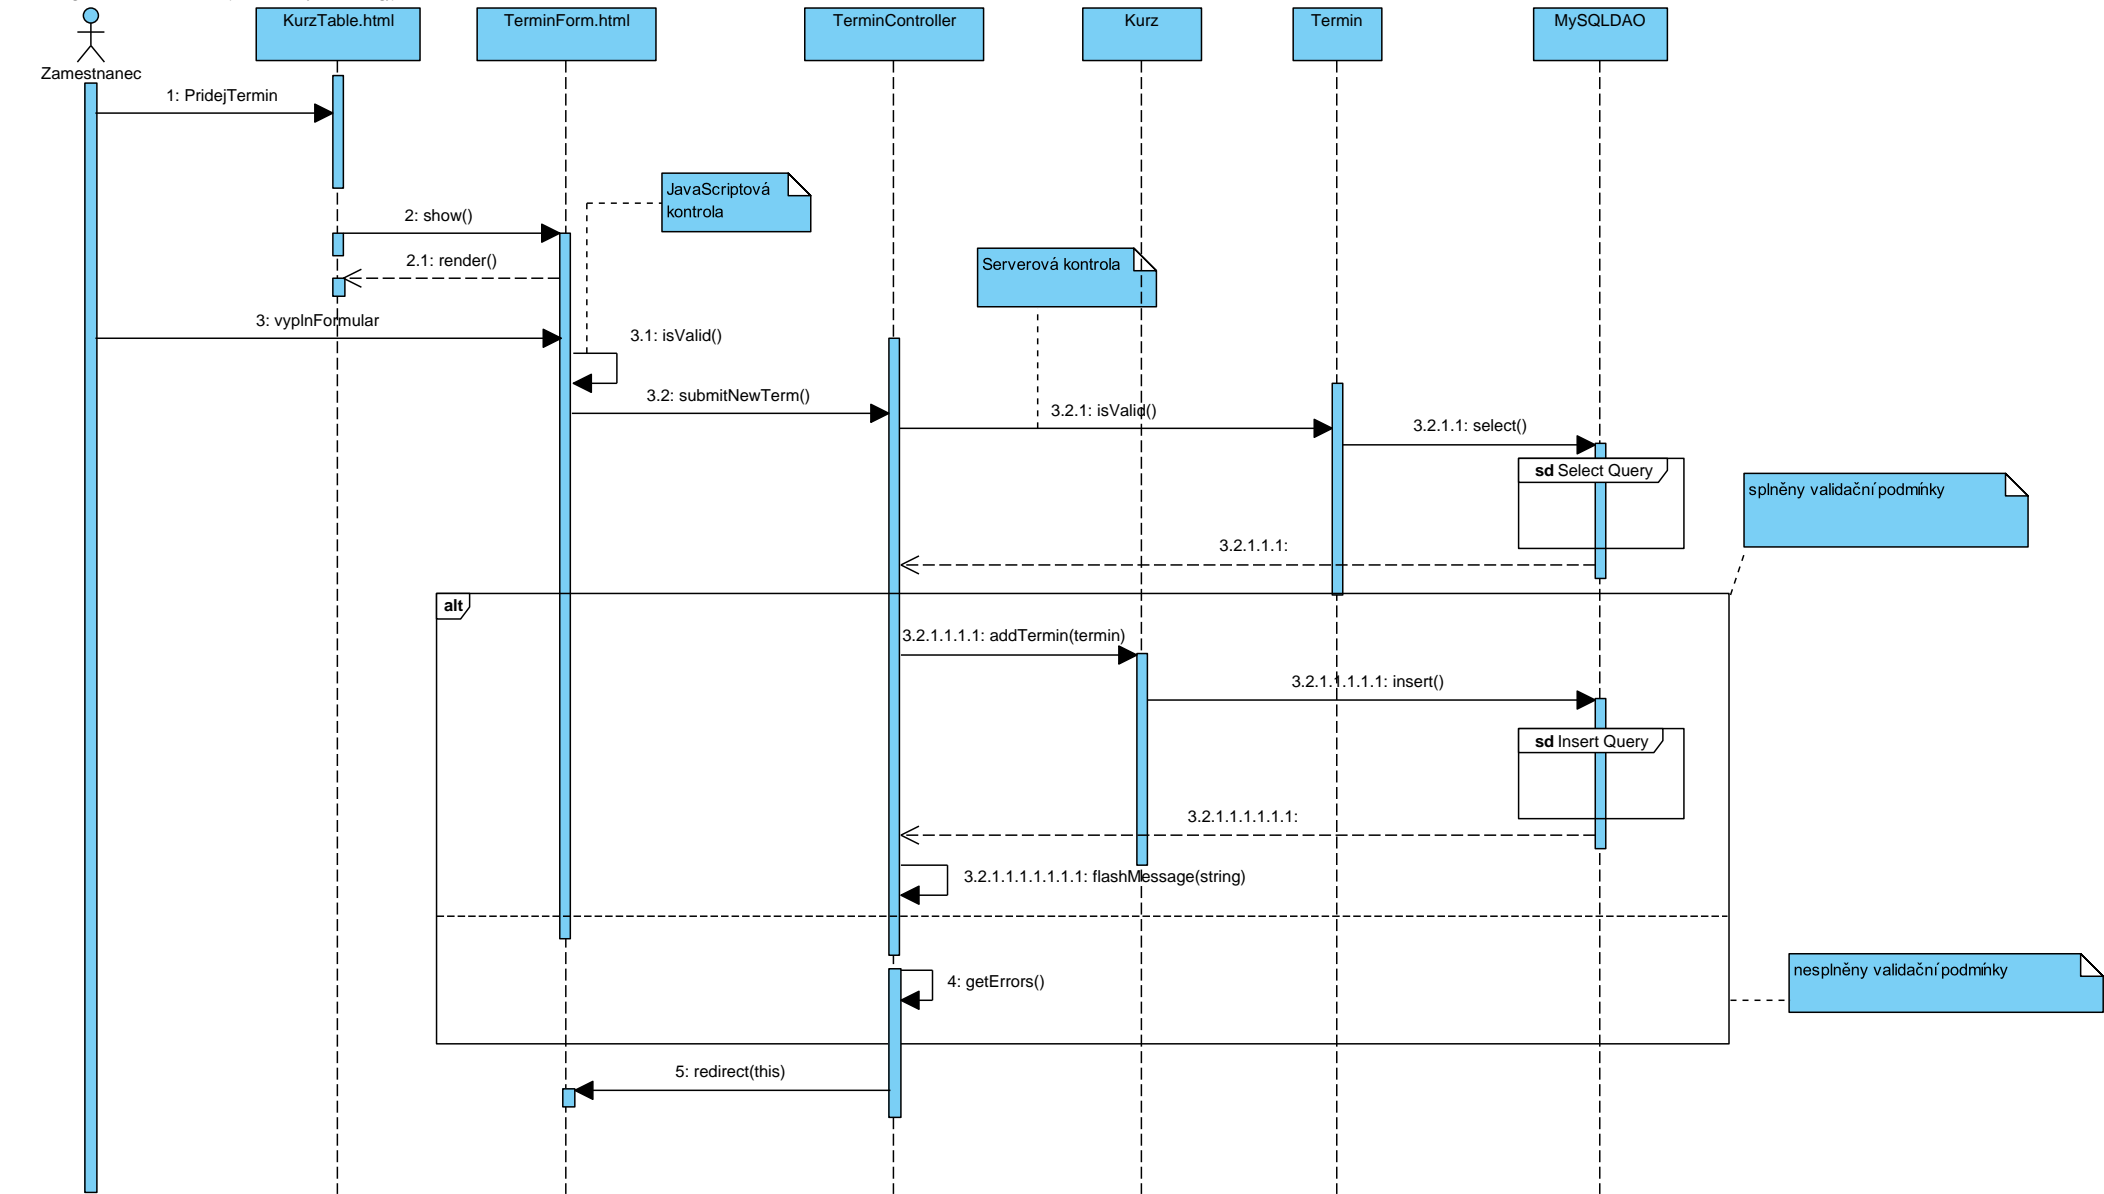 KurzTable.html
TerminForm.html
TerminController
Kurz
Termin
MySQLDAO
Zamestnanec
1: PridejTermin
JavaScriptová
kontrola
2: show()
2.1: render()
Serverová kontrola
3: vyplnFormular
3.1: isValid()
3.2: submitNewTerm()
3.2.1: isValid()
3.2.1.1: select()
sd Select Query
splněny validační podmínky
3.2.1.1.1:
alt
3.2.1.1.1.1: addTermin(termin)
3.2.1.1.1.1.1: insert()
sd Insert Query
3.2.1.1.1.1.1.1:
3.2.1.1.1.1.1.1.1: flashMessage(string)
nesplněny validační podmínky
4: getErrors()
5: redirect(this)